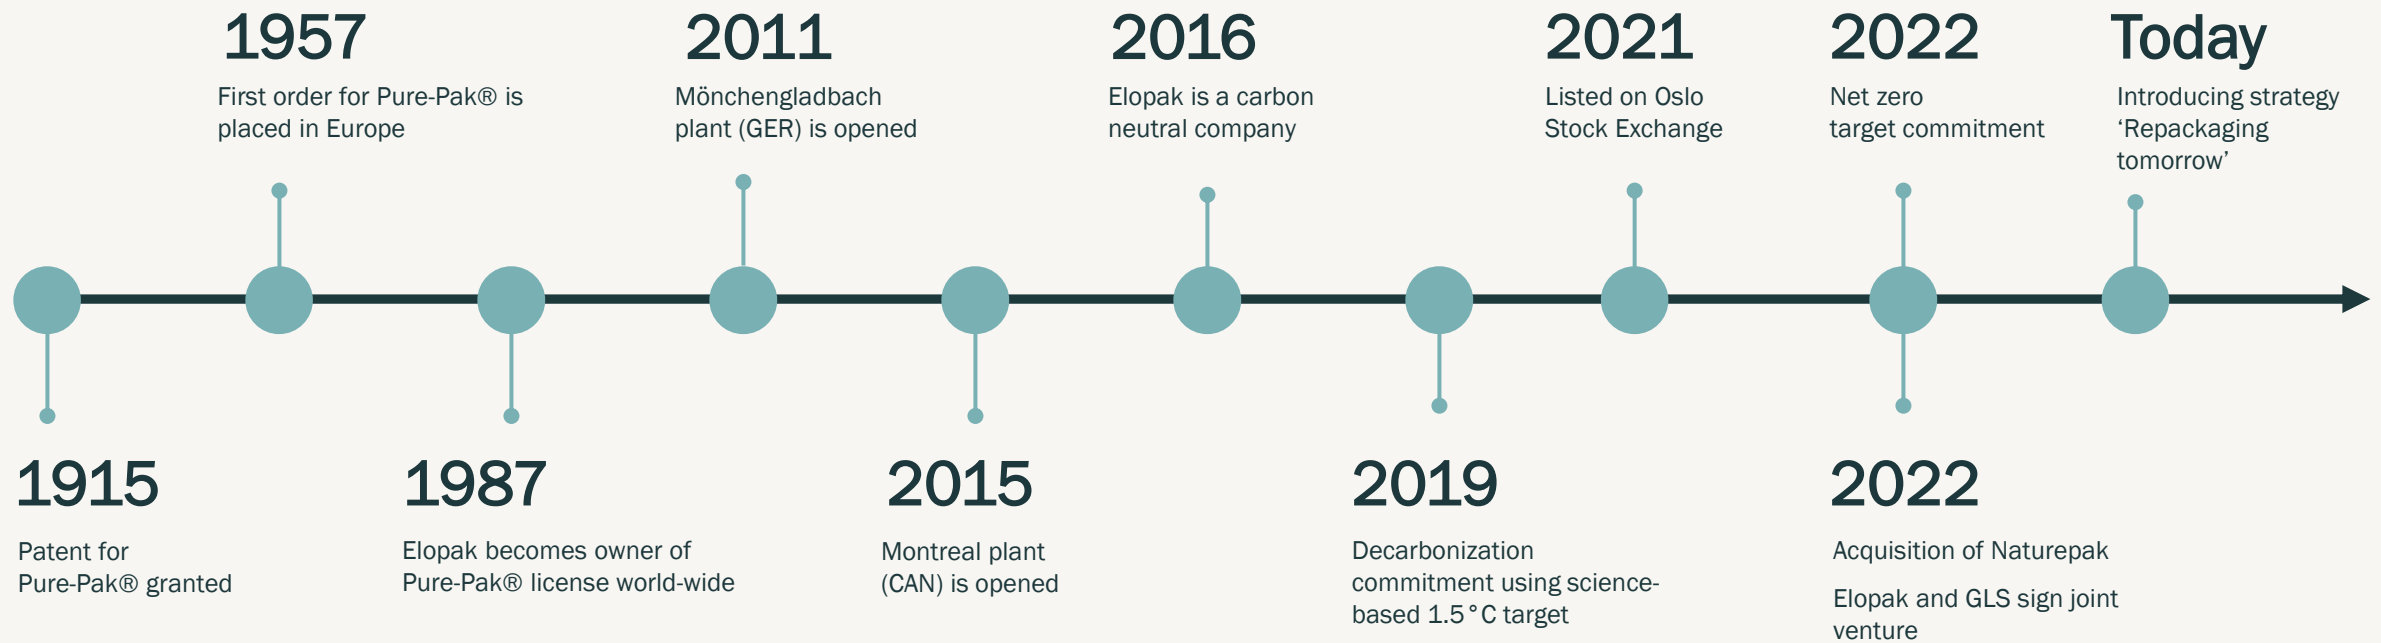 1957
First order for Pure-Pak® is
placed in Europe
2011
Mönchengladbach
plant (GER) is opened
2016
Elopak is a carbon
neutral company
2021
Listed on Oslo
Stock Exchange
2022
Net zero
target commitment
Today
Introducing strategy
‘Repackaging
tomorrow’
1915
Patent for
Pure-Pak® granted
1987
Elopak becomes owner of
Pure-Pak® license world-wide
2015
Montreal plant
(CAN) is opened
2019
Decarbonization
commitment using science-
based 1.5°C target
2022
Acquisition of Naturepak
Elopak and GLS sign joint
venture